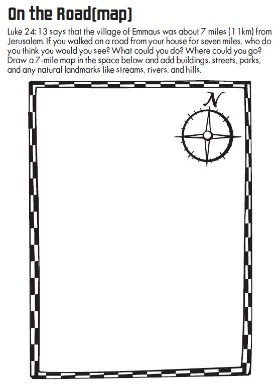 On the Road(map)
Luke 24:13 says that the village of Emmaus was about 7 miles (11km) from
Jerusalem. If you walked on a road from your house for seven miles, who do
you think you would see? What could you do? Where could you go?
Draw a 7-mile map in the space below and add buildings, streets, parks,
and any natural landmarks like streams, rivers, and hills.
N